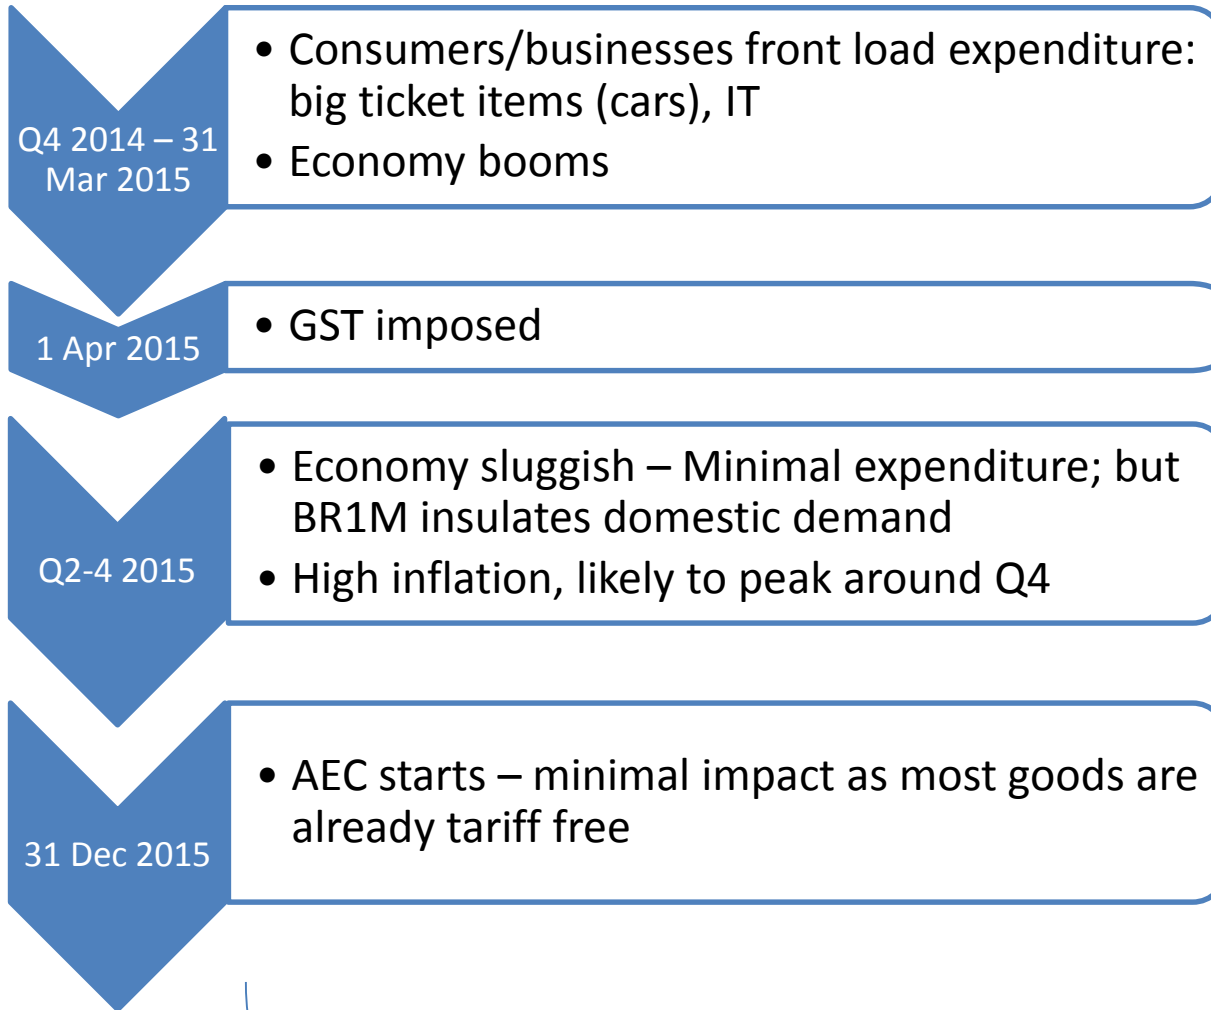 Q4 2014 – 31
Mar 2015
• Consumers/businesses front load expenditure:
big ticket items (cars), IT
• Economy booms
1 Apr 2015
• GST imposed
Q2-4 2015
• Economy sluggish – Minimal expenditure; but
BR1M insulates domestic demand
• High inflation, likely to peak around Q4
31 Dec 2015
• AEC starts – minimal impact as most goods are
already tariff free